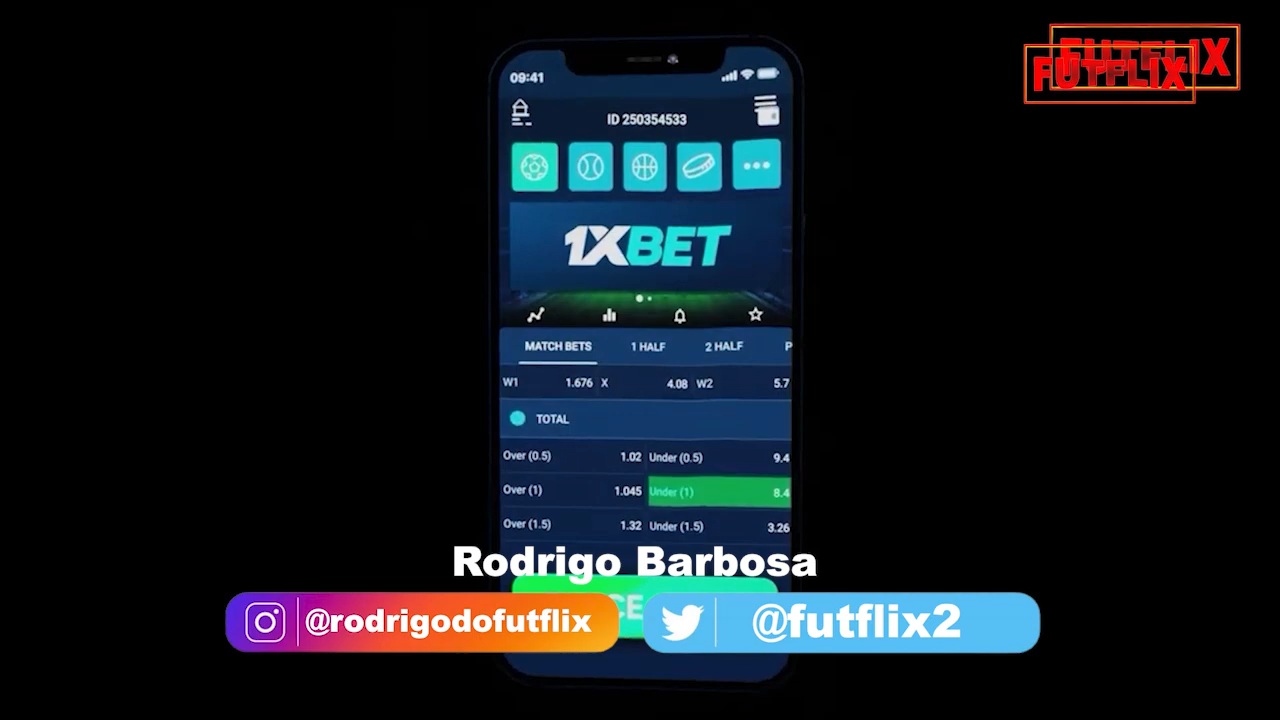 FUTFLIX
FUTFLIX
09:41
ID 250354533
1XBET
MATCH BETS 1 HALF 2 HALF P
W1 1.676 X 4.08 W2 5.7
TOTAL
Over (0.5) 1.02 Under (0.5) 9.4
Over (1) 1.045 Under (1) 8.4
Over (1.5) 1.32 Under (1.5) 3.26
Rodrigo Barbosa
@rodrigodofutflix @futflix2